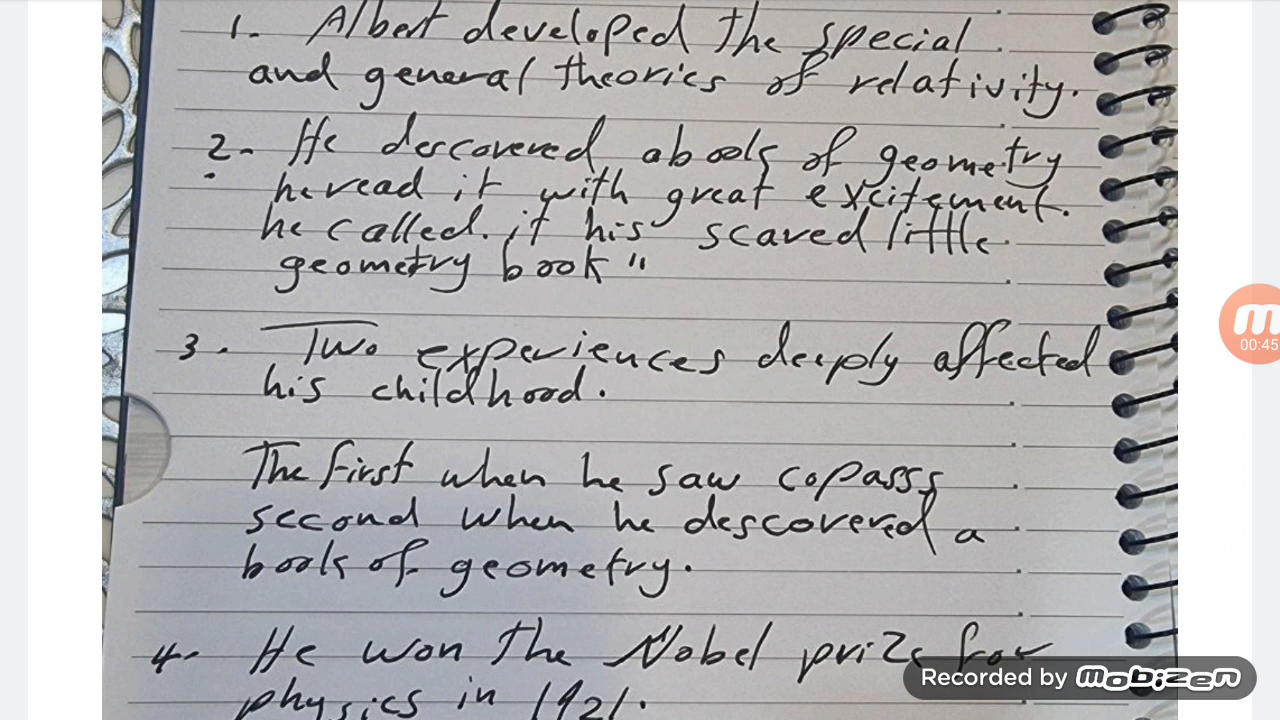 1- Albert developed the special
and general theories of relativity.
2- He descovered a book of geometry
he read it with great excitement.
he called. it his scared little
geometry book "
3. Two experiences deeply affected
his childhood.
The first when he saw copass
second when he descovered a
book of geometry.
4- He won the Nobel prize for
physics in 1921.
00:45
Recorded by mobizen